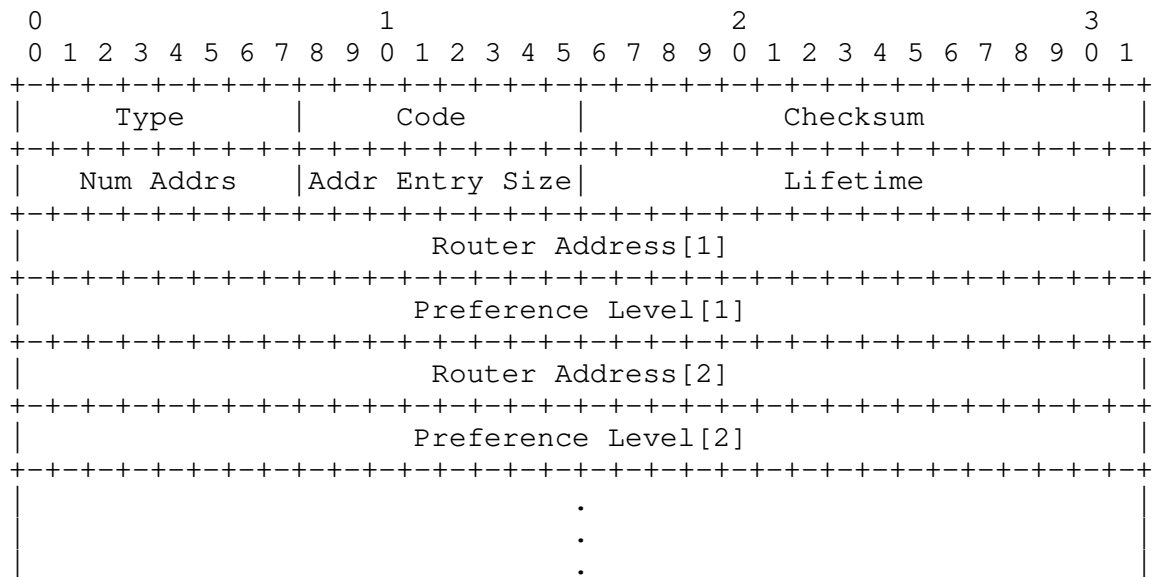 0                   1                   2                   3
 0 1 2 3 4 5 6 7 8 9 0 1 2 3 4 5 6 7 8 9 0 1 2 3 4 5 6 7 8 9 0 1
+-+-+-+-+-+-+-+-+-+-+-+-+-+-+-+-+-+-+-+-+-+-+-+-+-+-+-+-+-+-+-+-+
|     Type      |     Code      |           Checksum            |
+-+-+-+-+-+-+-+-+-+-+-+-+-+-+-+-+-+-+-+-+-+-+-+-+-+-+-+-+-+-+-+-+
|   Num Addrs   |Addr Entry Size|           Lifetime            |
+-+-+-+-+-+-+-+-+-+-+-+-+-+-+-+-+-+-+-+-+-+-+-+-+-+-+-+-+-+-+-+-+
|                       Router Address[1]                       |
+-+-+-+-+-+-+-+-+-+-+-+-+-+-+-+-+-+-+-+-+-+-+-+-+-+-+-+-+-+-+-+-+
|                      Preference Level[1]                      |
+-+-+-+-+-+-+-+-+-+-+-+-+-+-+-+-+-+-+-+-+-+-+-+-+-+-+-+-+-+-+-+-+
|                       Router Address[2]                       |
+-+-+-+-+-+-+-+-+-+-+-+-+-+-+-+-+-+-+-+-+-+-+-+-+-+-+-+-+-+-+-+-+
|                      Preference Level[2]                      |
+-+-+-+-+-+-+-+-+-+-+-+-+-+-+-+-+-+-+-+-+-+-+-+-+-+-+-+-+-+-+-+-+
|                               .                               |
|                               .                               |
|                               .                               |